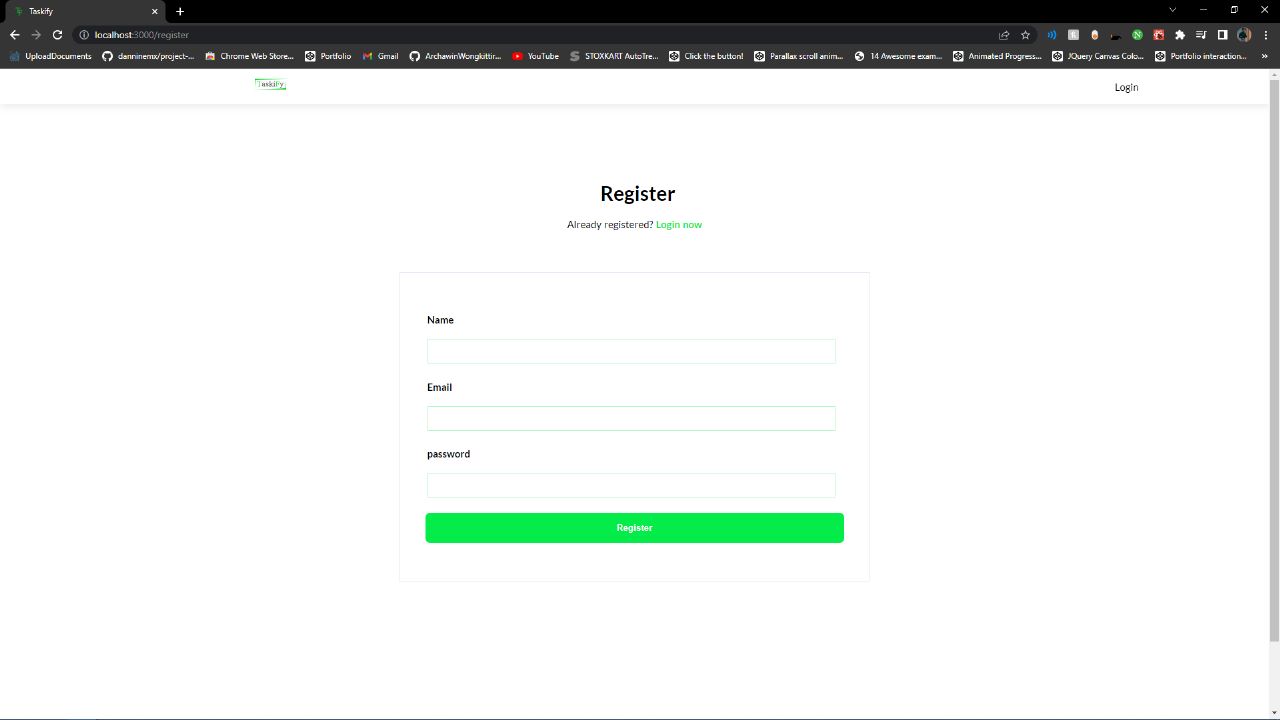 Taskify
localhost:3000/register
UploadDocuments
danninemx/project-...
Chrome Web Store...
Portfolio
Gmail
ArchawinWongkittir...
YouTube
STOXKART AutoTre...
Click the button!
Parallax scroll anim...
14 Awesome exam...
Animated Progress...
JQuery Canvas Colo...
Portfolio interaction...
»
Taskify
Login
Register
Already registered? Login now
Name
Email
password
Register